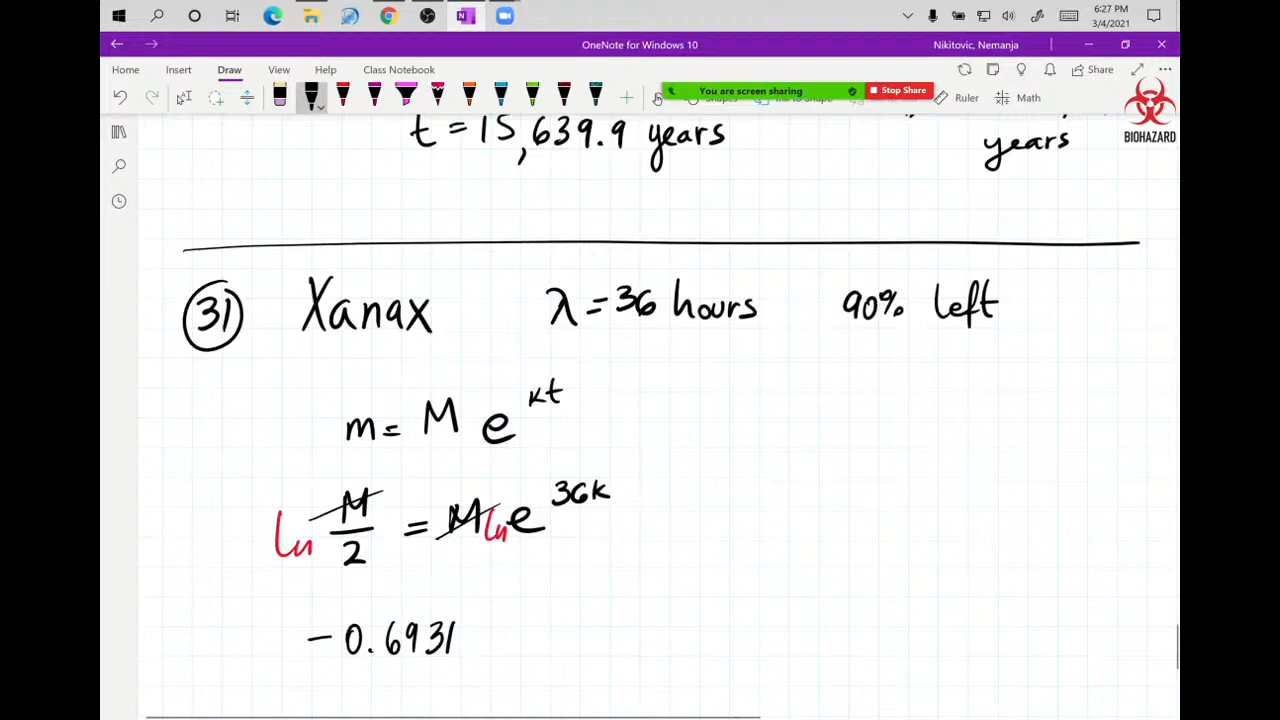 6:27 PM
3/4/2021
OneNote for Windows 10
Nikitovic, Nemanja
Home Insert Draw View Help Class Notebook Share
You are screen sharing Stop Share
Ruler Math
BIOHAZARD
t = 15,639.9 years
years
31 Xanax λ = 36 hours 90% left
m = M e^kt
ln M/2 = M ln e^36k
- 0.6931